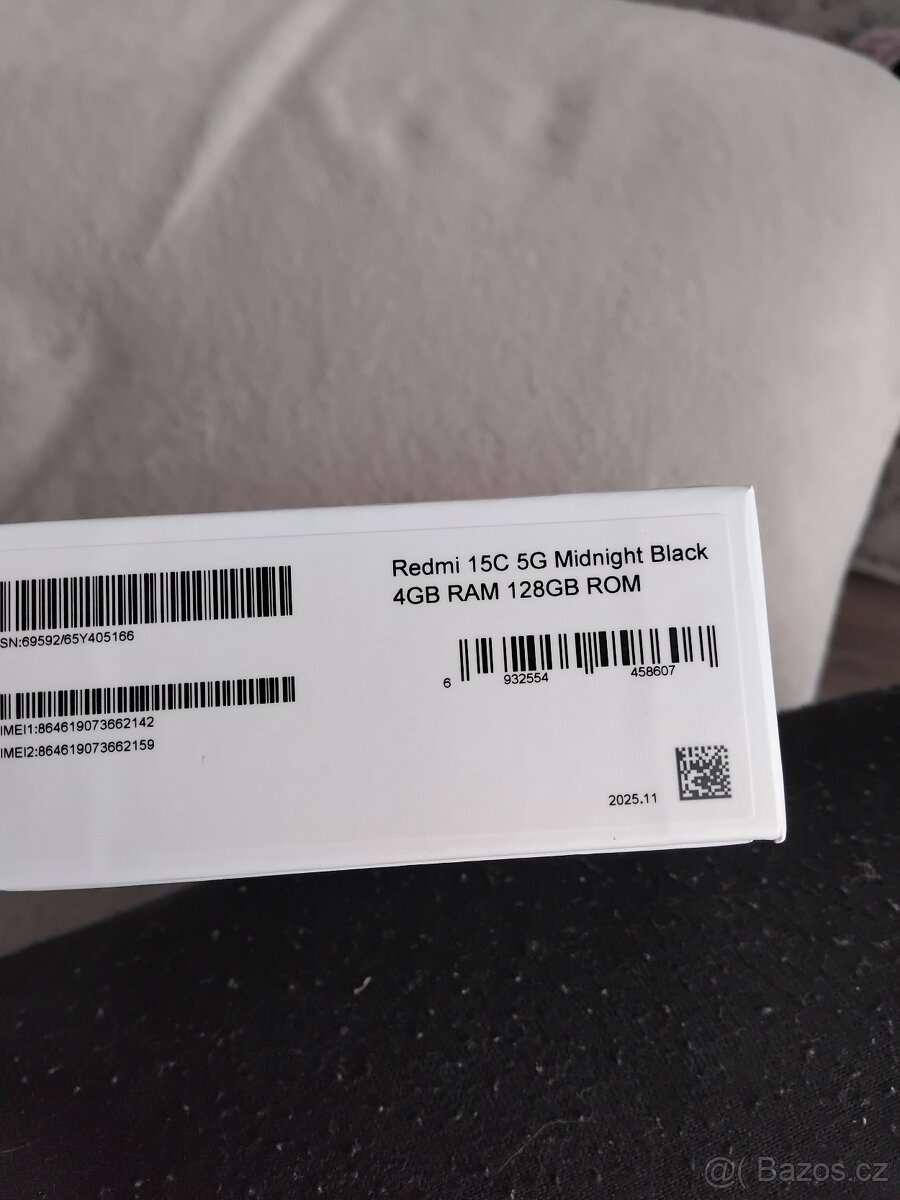 Redmi 15C 5G Midnight Black
4GB RAM 128GB ROM
SN:69592/65Y405166
6 932554 458607
IMEI1:864619073662142
IMEI2:864619073662159
2025.11
@( Bazos.cz